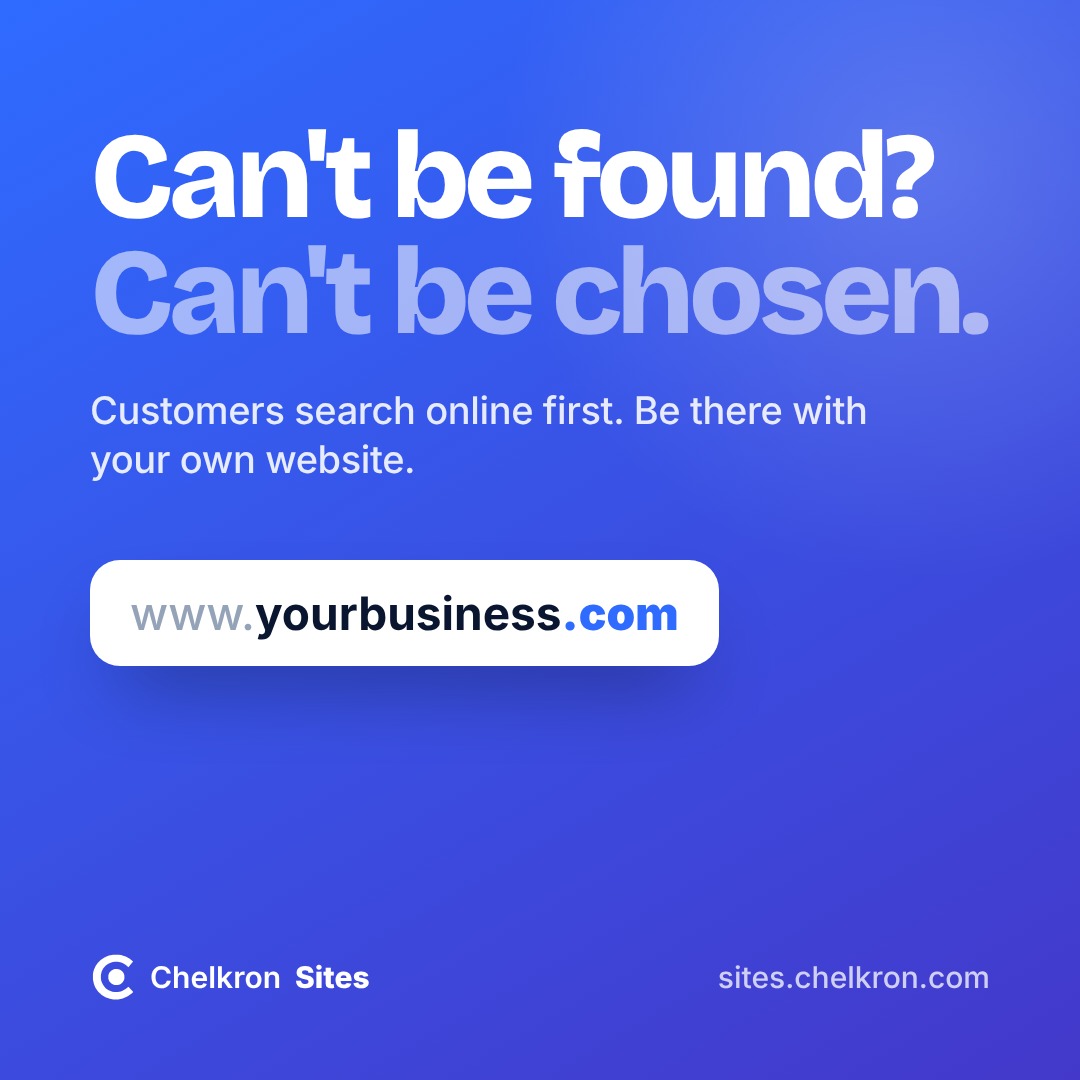 Can't be found?
Can't be chosen.
Customers search online first. Be there with
your own website.
www.yourbusiness.com
Chelkron Sites
sites.chelkron.com